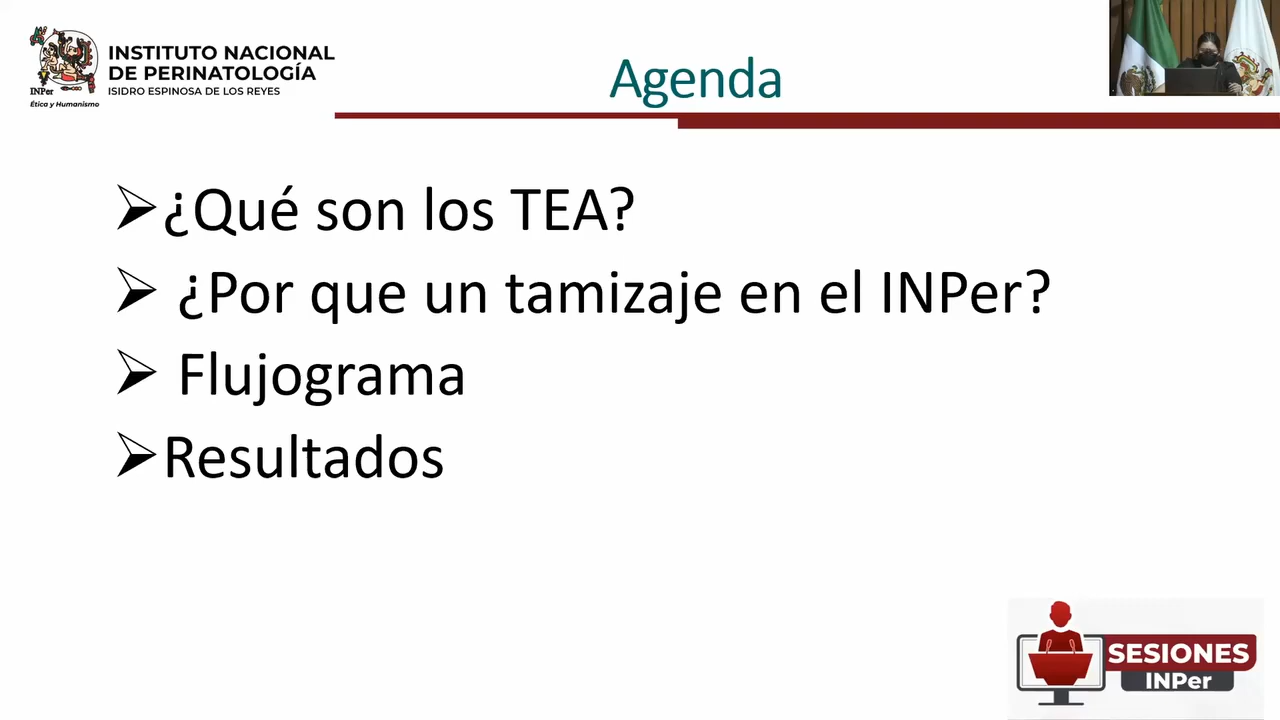 INSTITUTO NACIONAL
DE PERINATOLOGÍA
ISIDRO ESPINOSA DE LOS REYES
INPer
Ética y Humanismo
Agenda
¿Qué son los TEA?
¿Por que un tamizaje en el INPer?
Flujograma
Resultados
SESIONES
INPer